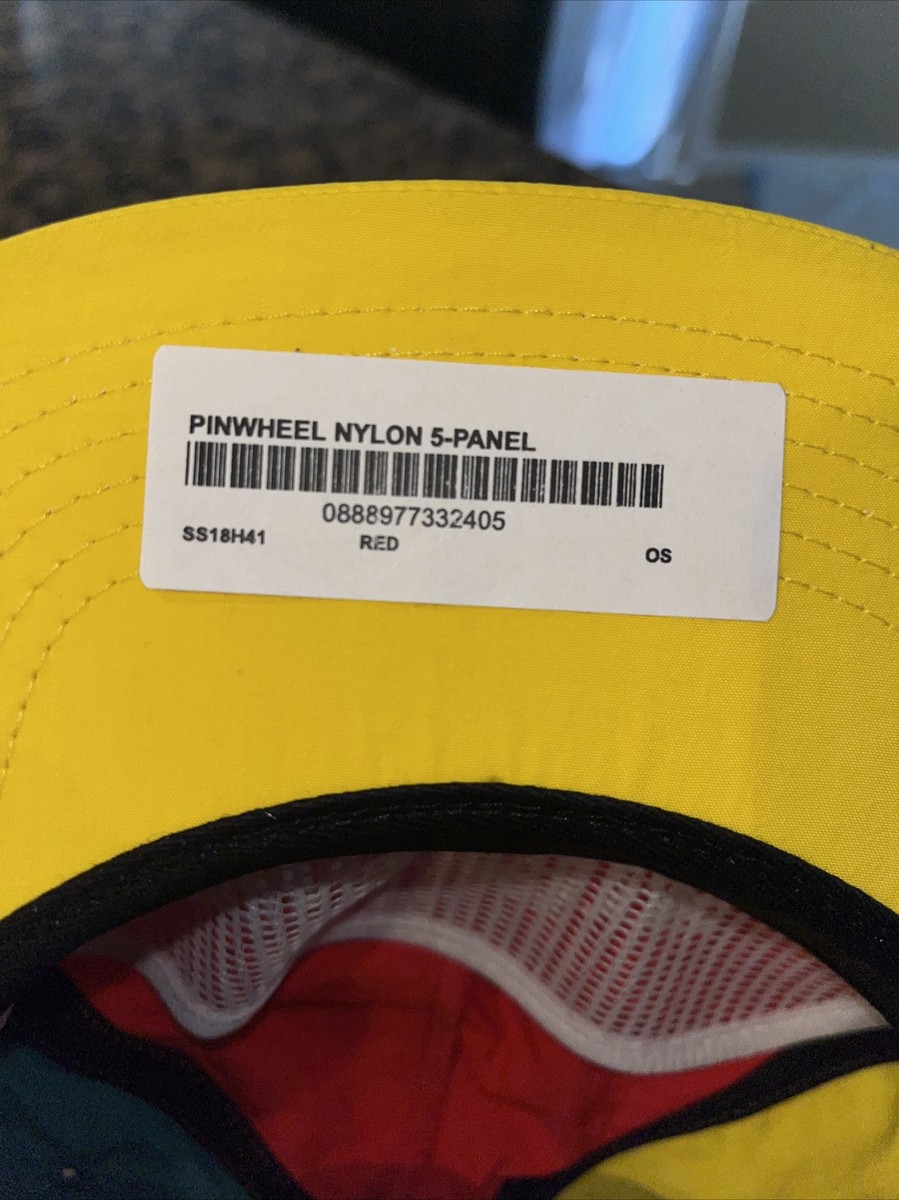 PINWHEEL NYLON 5-PANEL
0888977332405
SS18H41 RED OS